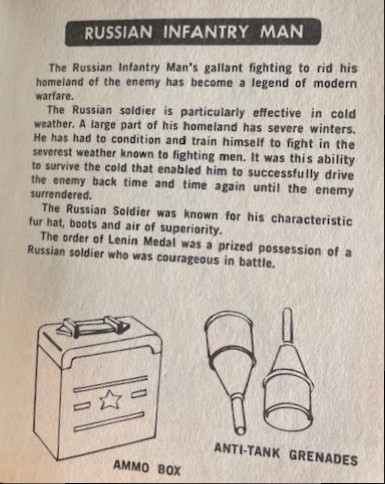 RUSSIAN INFANTRY MAN
The Russian Infantry Man's gallant fighting to rid his
homeland of the enemy has become a legend of modern
warfare.
The Russian soldier is particularly effective in cold
weather. A large part of his homeland has severe winters.
He has had to condition and train himself to fight in the
severest weather known to fighting men. It was this ability
to survive the cold that enabled him to successfully drive
the enemy back time and time again until the enemy
surrendered.
The Russian Soldier was known for his characteristic
fur hat, boots and air of superiority.
The order of Lenin Medal was a prized possession of a
Russian soldier who was courageous in battle.
AMMO BOX
ANTI-TANK GRENADES